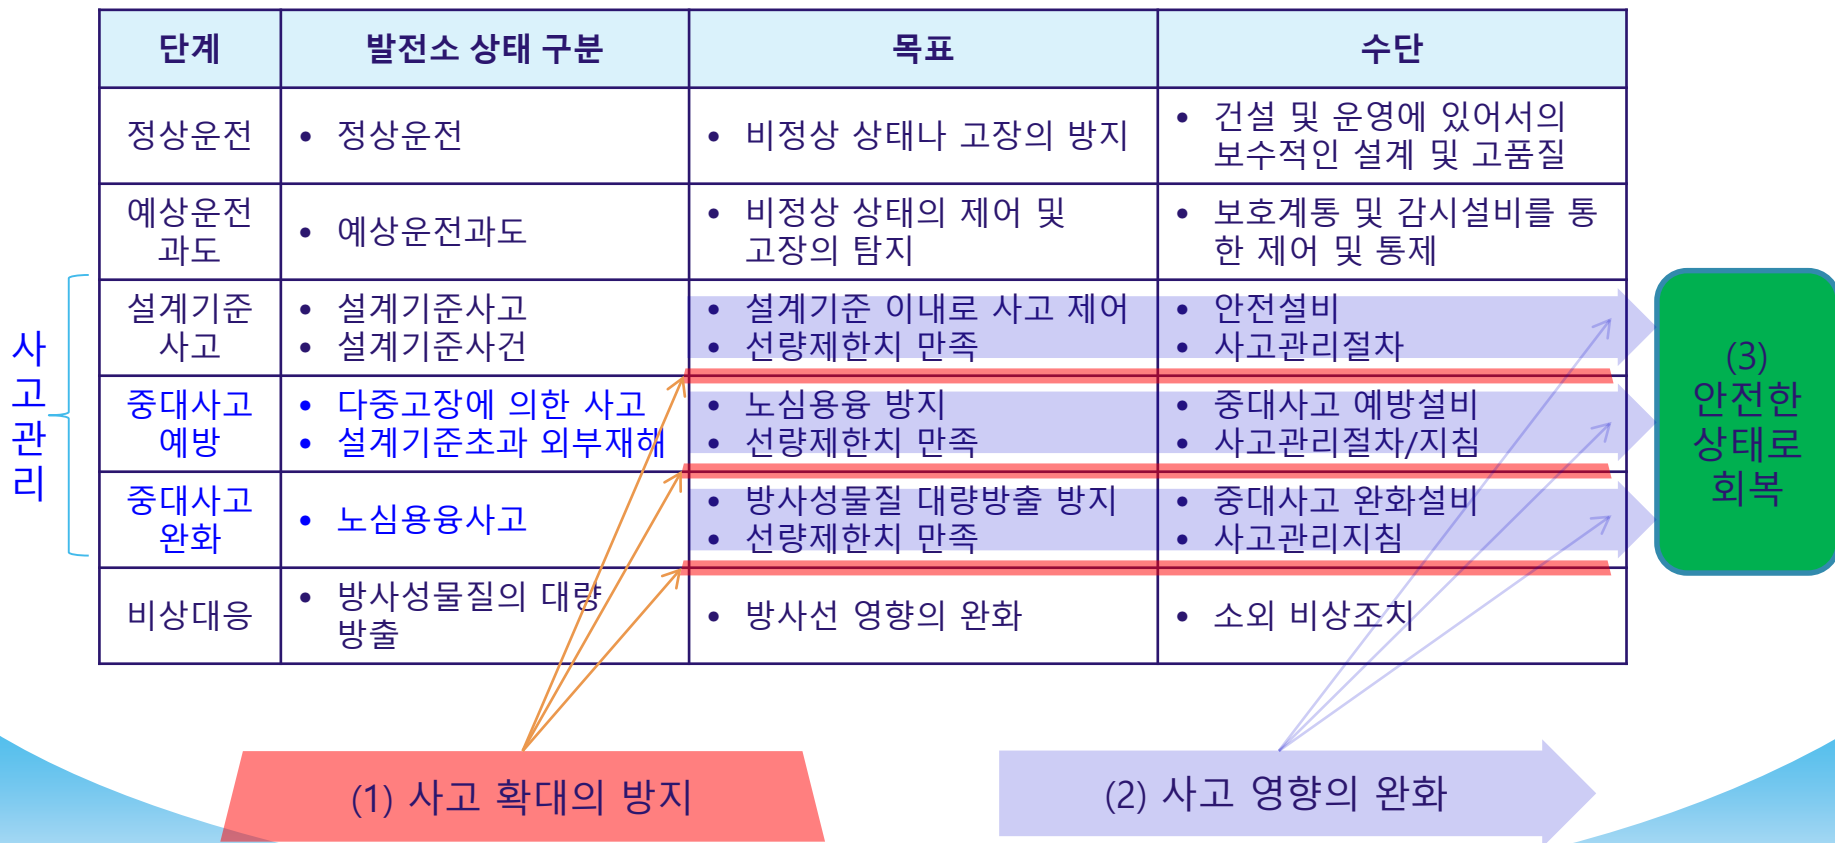 단계
발전소 상태 구분
목표
수단
정상운전
• 정상운전
• 비정상 상태나 고장의 방지
• 건설 및 운영에 있어서의
보수적인 설계 및 고품질
예상운전
과도
• 예상운전과도
• 비정상 상태의 제어 및
고장의 탐지
• 보호계통 및 감시설비를 통
한 제어 및 통제
사고관리
설계기준
사고
• 설계기준사고
• 설계기준사건
• 설계기준 이내로 사고 제어
• 선량제한치 만족
• 안전설비
• 사고관리절차
중대사고
예방
• 다중고장에 의한 사고
• 설계기준초과 외부재해
• 노심용융 방지
• 선량제한치 만족
• 중대사고 예방설비
• 사고관리절차/지침
중대사고
완화
• 노심용융사고
• 방사성물질 대량방출 방지
• 선량제한치 만족
• 중대사고 완화설비
• 사고관리지침
비상대응
• 방사성물질의 대량
방출
• 방사선 영향의 완화
• 소외 비상조치
(3)
안전한
상태로
회복
(1) 사고 확대의 방지
(2) 사고 영향의 완화